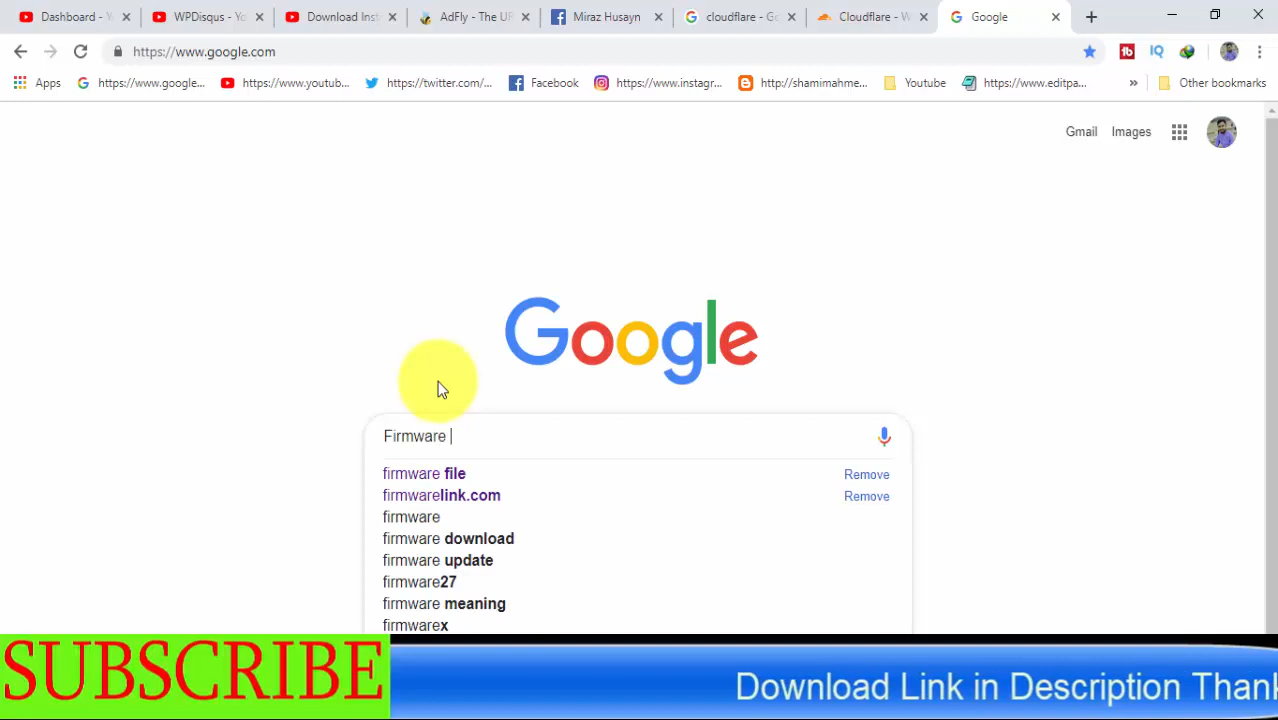 Dashboard - Y
WPDisqus - Yo
Download Inst
AdFly - The UR
Miraz Husayn
cloudflare - Go
Cloudflare - W
Google
https://www.google.com
Apps
https://www.google...
https://www.youtub...
https://twitter.com/...
Facebook
https://www.instagr...
http://shamimahme...
Youtube
https://www.editpa...
Other bookmarks
Gmail
Images
Google
Firmware
firmware file
Remove
firmwarelink.com
Remove
firmware
firmware download
firmware update
firmware27
firmware meaning
firmwarex
SUBSCRIBE
Download Link in Description Thank